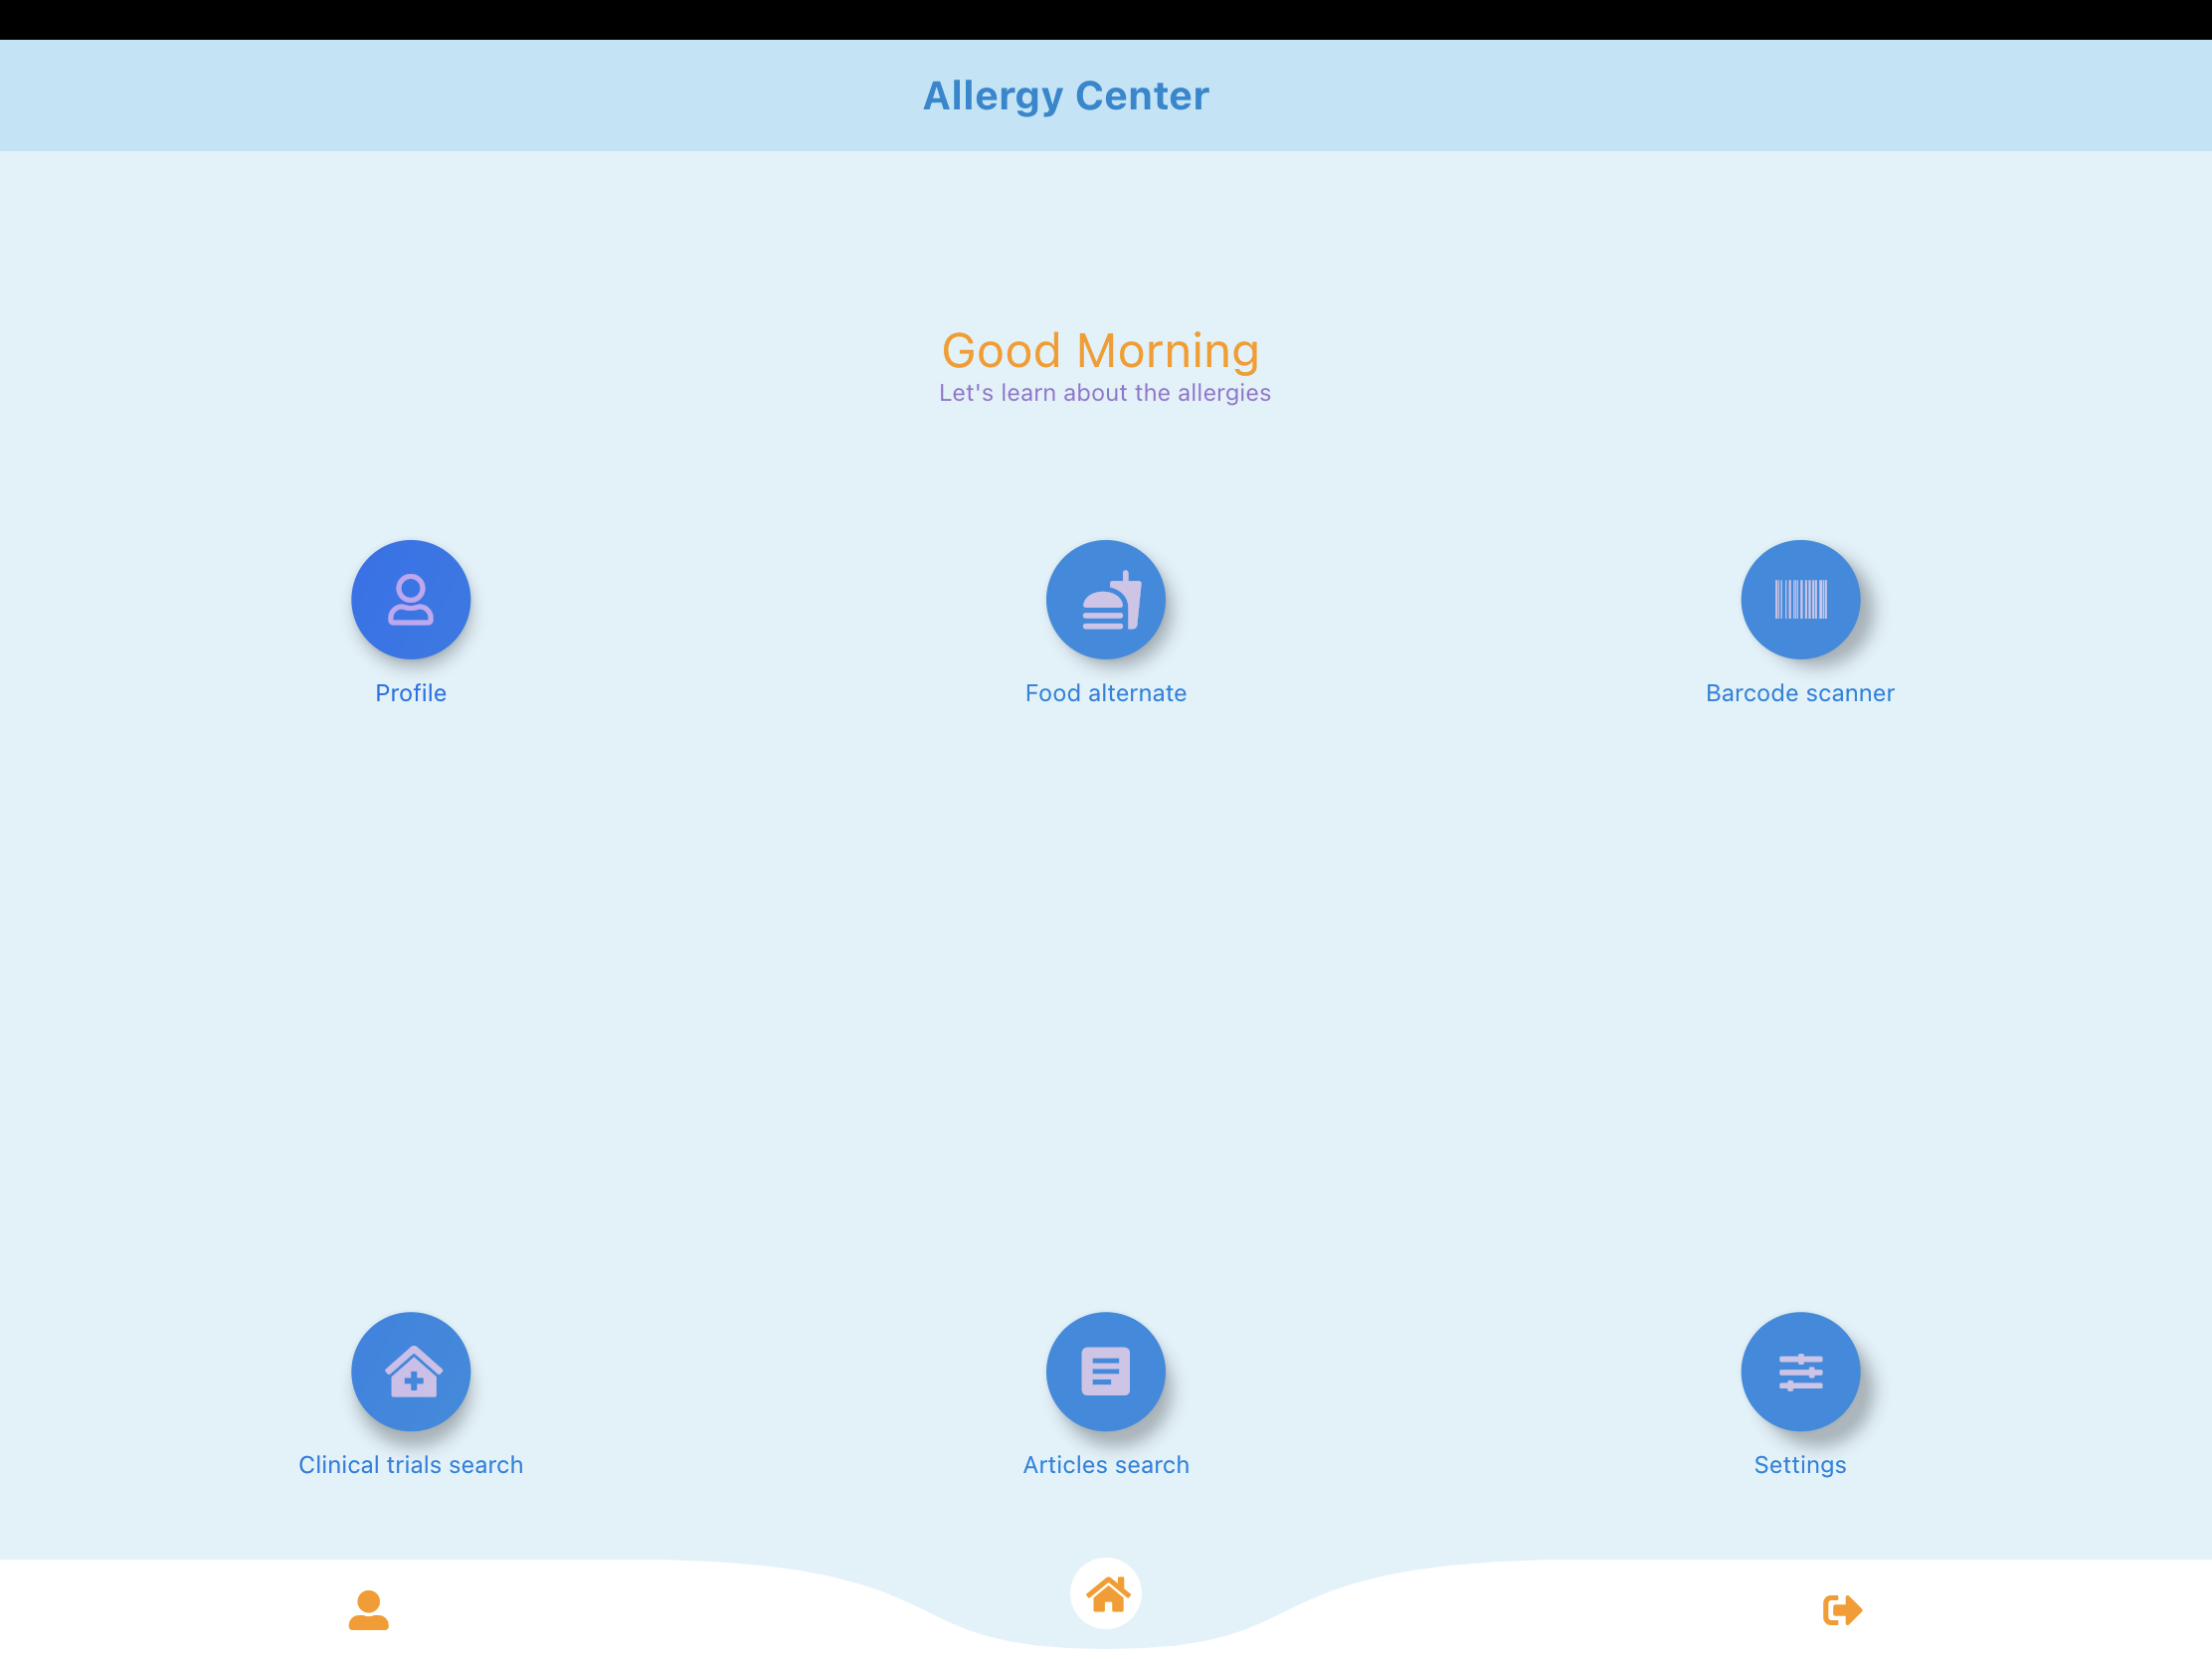 Allergy Center
Good Morning
Let's learn about the allergies
Profile
Food alternate
Barcode scanner
Clinical trials search
Articles search
Settings